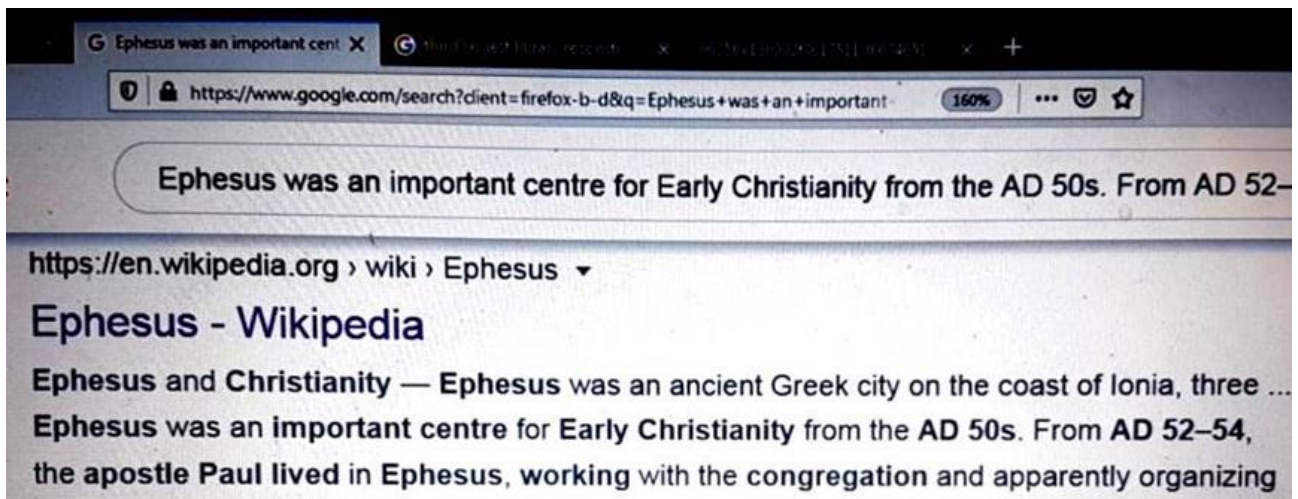 Ephesus was an important cent
https://www.google.com/search?client=firefox-b-d&q=Ephesus+was+an+important- 160%
Ephesus was an important centre for Early Christianity from the AD 50s. From AD 52–
https://en.wikipedia.org › wiki › Ephesus
Ephesus - Wikipedia
Ephesus and Christianity — Ephesus was an ancient Greek city on the coast of Ionia, three ...
Ephesus was an important centre for Early Christianity from the AD 50s. From AD 52–54,
the apostle Paul lived in Ephesus, working with the congregation and apparently organizing